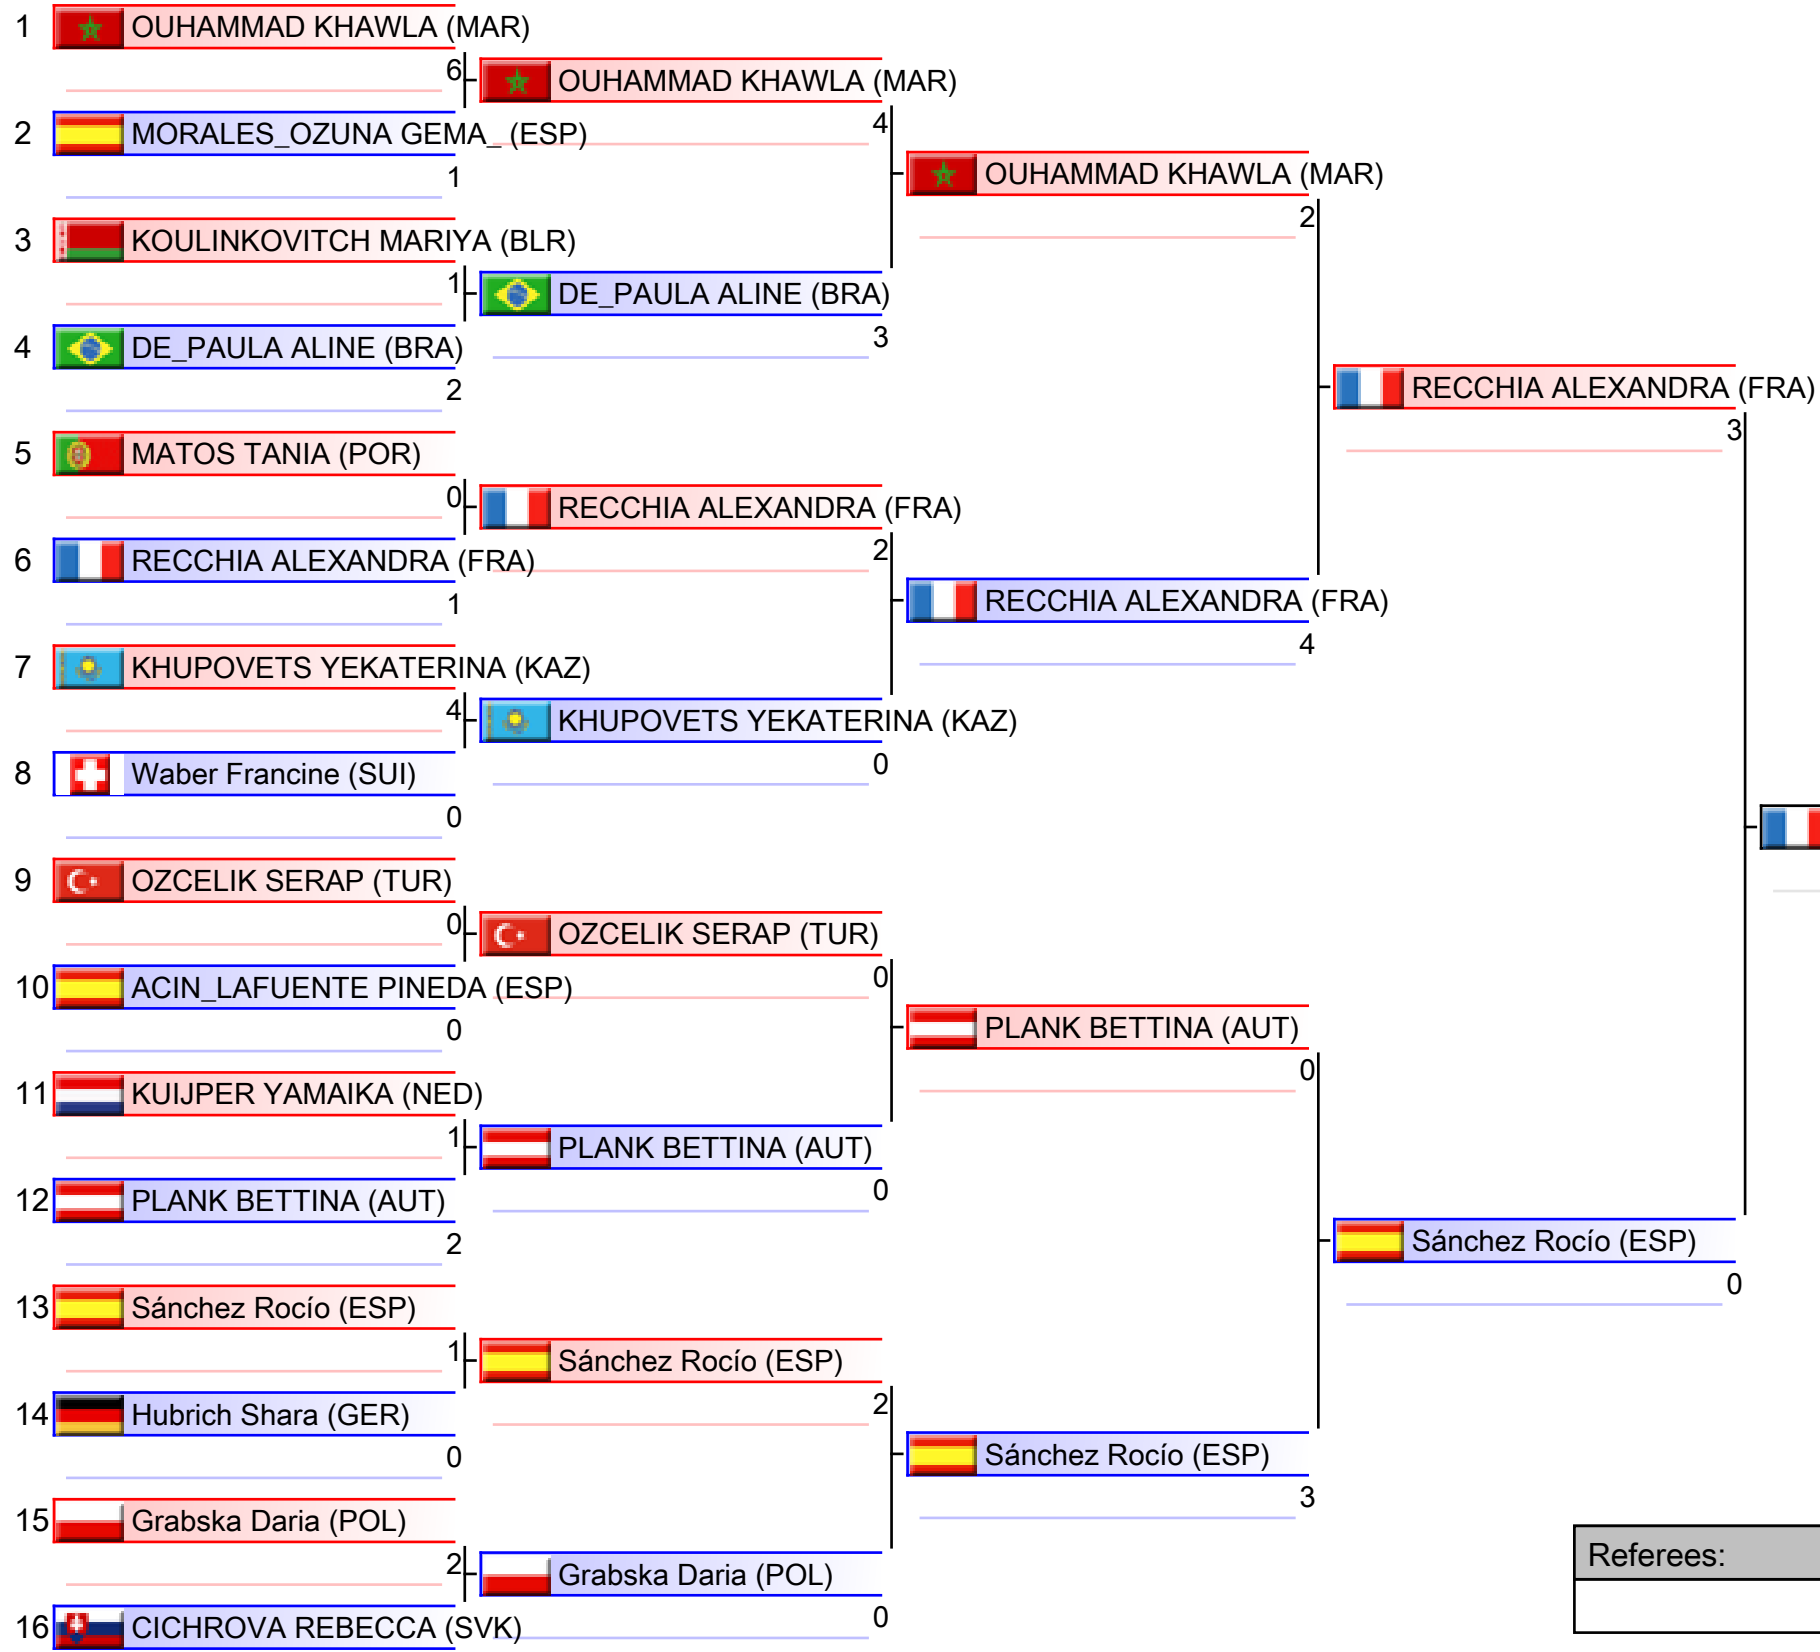 1 OUHAMMAD KHAWLA (MAR)
6 OUHAMMAD KHAWLA (MAR)
2 MORALES_OZUNA GEMA_ (ESP)
4
1
OUHAMMAD KHAWLA (MAR)
2
3 KOULINKOVITCH MARIYA (BLR)
1 DE_PAULA ALINE (BRA)
4 DE_PAULA ALINE (BRA)
3
2
RECCHIA ALEXANDRA (FRA)
3
5 MATOS TANIA (POR)
0 RECCHIA ALEXANDRA (FRA)
6 RECCHIA ALEXANDRA (FRA)
2
1
RECCHIA ALEXANDRA (FRA)
4
7 KHUPOVETS YEKATERINA (KAZ)
4 KHUPOVETS YEKATERINA (KAZ)
8 Waber Francine (SUI)
0
0
9 OZCELIK SERAP (TUR)
0 OZCELIK SERAP (TUR)
10 ACIN_LAFUENTE PINEDA (ESP)
0
0
PLANK BETTINA (AUT)
0
11 KUIJPER YAMAIKA (NED)
1 PLANK BETTINA (AUT)
12 PLANK BETTINA (AUT)
0
2
Sánchez Rocío (ESP)
0
13 Sánchez Rocío (ESP)
1 Sánchez Rocío (ESP)
14 Hubrich Shara (GER)
2
0
Sánchez Rocío (ESP)
3
15 Grabska Daria (POL)
2 Grabska Daria (POL)
Referees:
16 CICHROVA REBECCA (SVK)
0